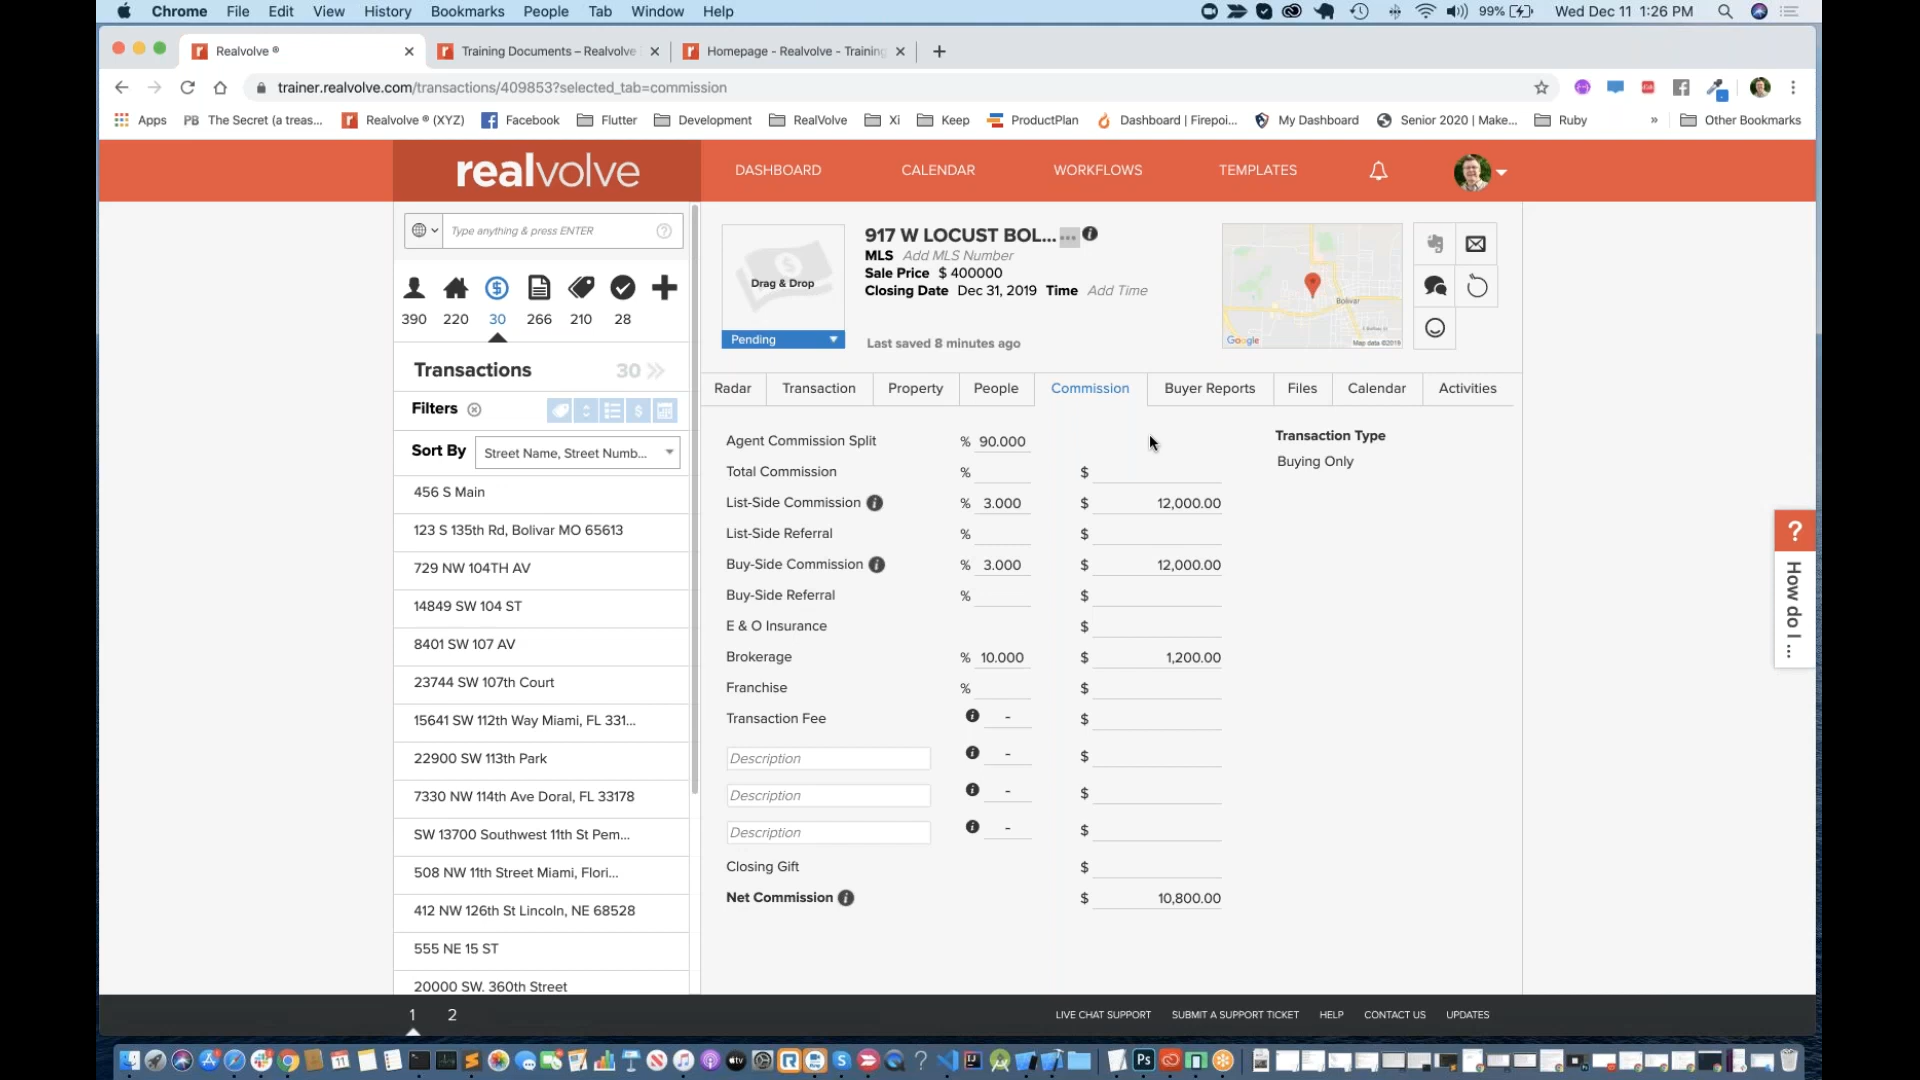 Chrome File Edit View History Bookmarks People Tab Window Help 99% Wed Dec 11 1:26 PM
Realvolve ® Training Documents – Realvolve Homepage - Realvolve - Training
trainer.realvolve.com/transactions/409853?selected_tab=commission
Apps PB The Secret (a treas... Realvolve ® (XYZ) Facebook Flutter Development RealVolve Xi Keep ProductPlan Dashboard | Firepoi... My Dashboard Senior 2020 | Make... Ruby » Other Bookmarks
realvolve DASHBOARD CALENDAR WORKFLOWS TEMPLATES
Type anything & press ENTER
390 220 30 266 210 28
Transactions 30
Filters
Sort By Street Name, Street Numb...
456 S Main
123 S 135th Rd, Bolivar MO 65613
729 NW 104TH AV
14849 SW 104 ST
8401 SW 107 AV
23744 SW 107th Court
15641 SW 112th Way Miami, FL 331...
22900 SW 113th Park
7330 NW 114th Ave Doral, FL 33178
SW 13700 Southwest 11th St Pem...
508 NW 11th Street Miami, Flori...
412 NW 126th St Lincoln, NE 68528
555 NE 15 ST
20000 SW. 360th Street
1 2
Drag & Drop
Pending
917 W LOCUST BOL...
MLS Add MLS Number
Sale Price $ 400000
Closing Date Dec 31, 2019 Time Add Time
Last saved 8 minutes ago
Bolivar
Google Map data ©2019
Radar Transaction Property People Commission Buyer Reports Files Calendar Activities
Agent Commission Split % 90.000
Total Commission % $
List-Side Commission % 3.000 $ 12,000.00
List-Side Referral % $
Buy-Side Commission % 3.000 $ 12,000.00
Buy-Side Referral % $
E & O Insurance $
Brokerage % 10.000 $ 1,200.00
Franchise % $
Transaction Fee - $
Description - $
Description - $
Description - $
Closing Gift $
Net Commission $ 10,800.00
Transaction Type
Buying Only
? How do I ...
LIVE CHAT SUPPORT SUBMIT A SUPPORT TICKET HELP CONTACT US UPDATES